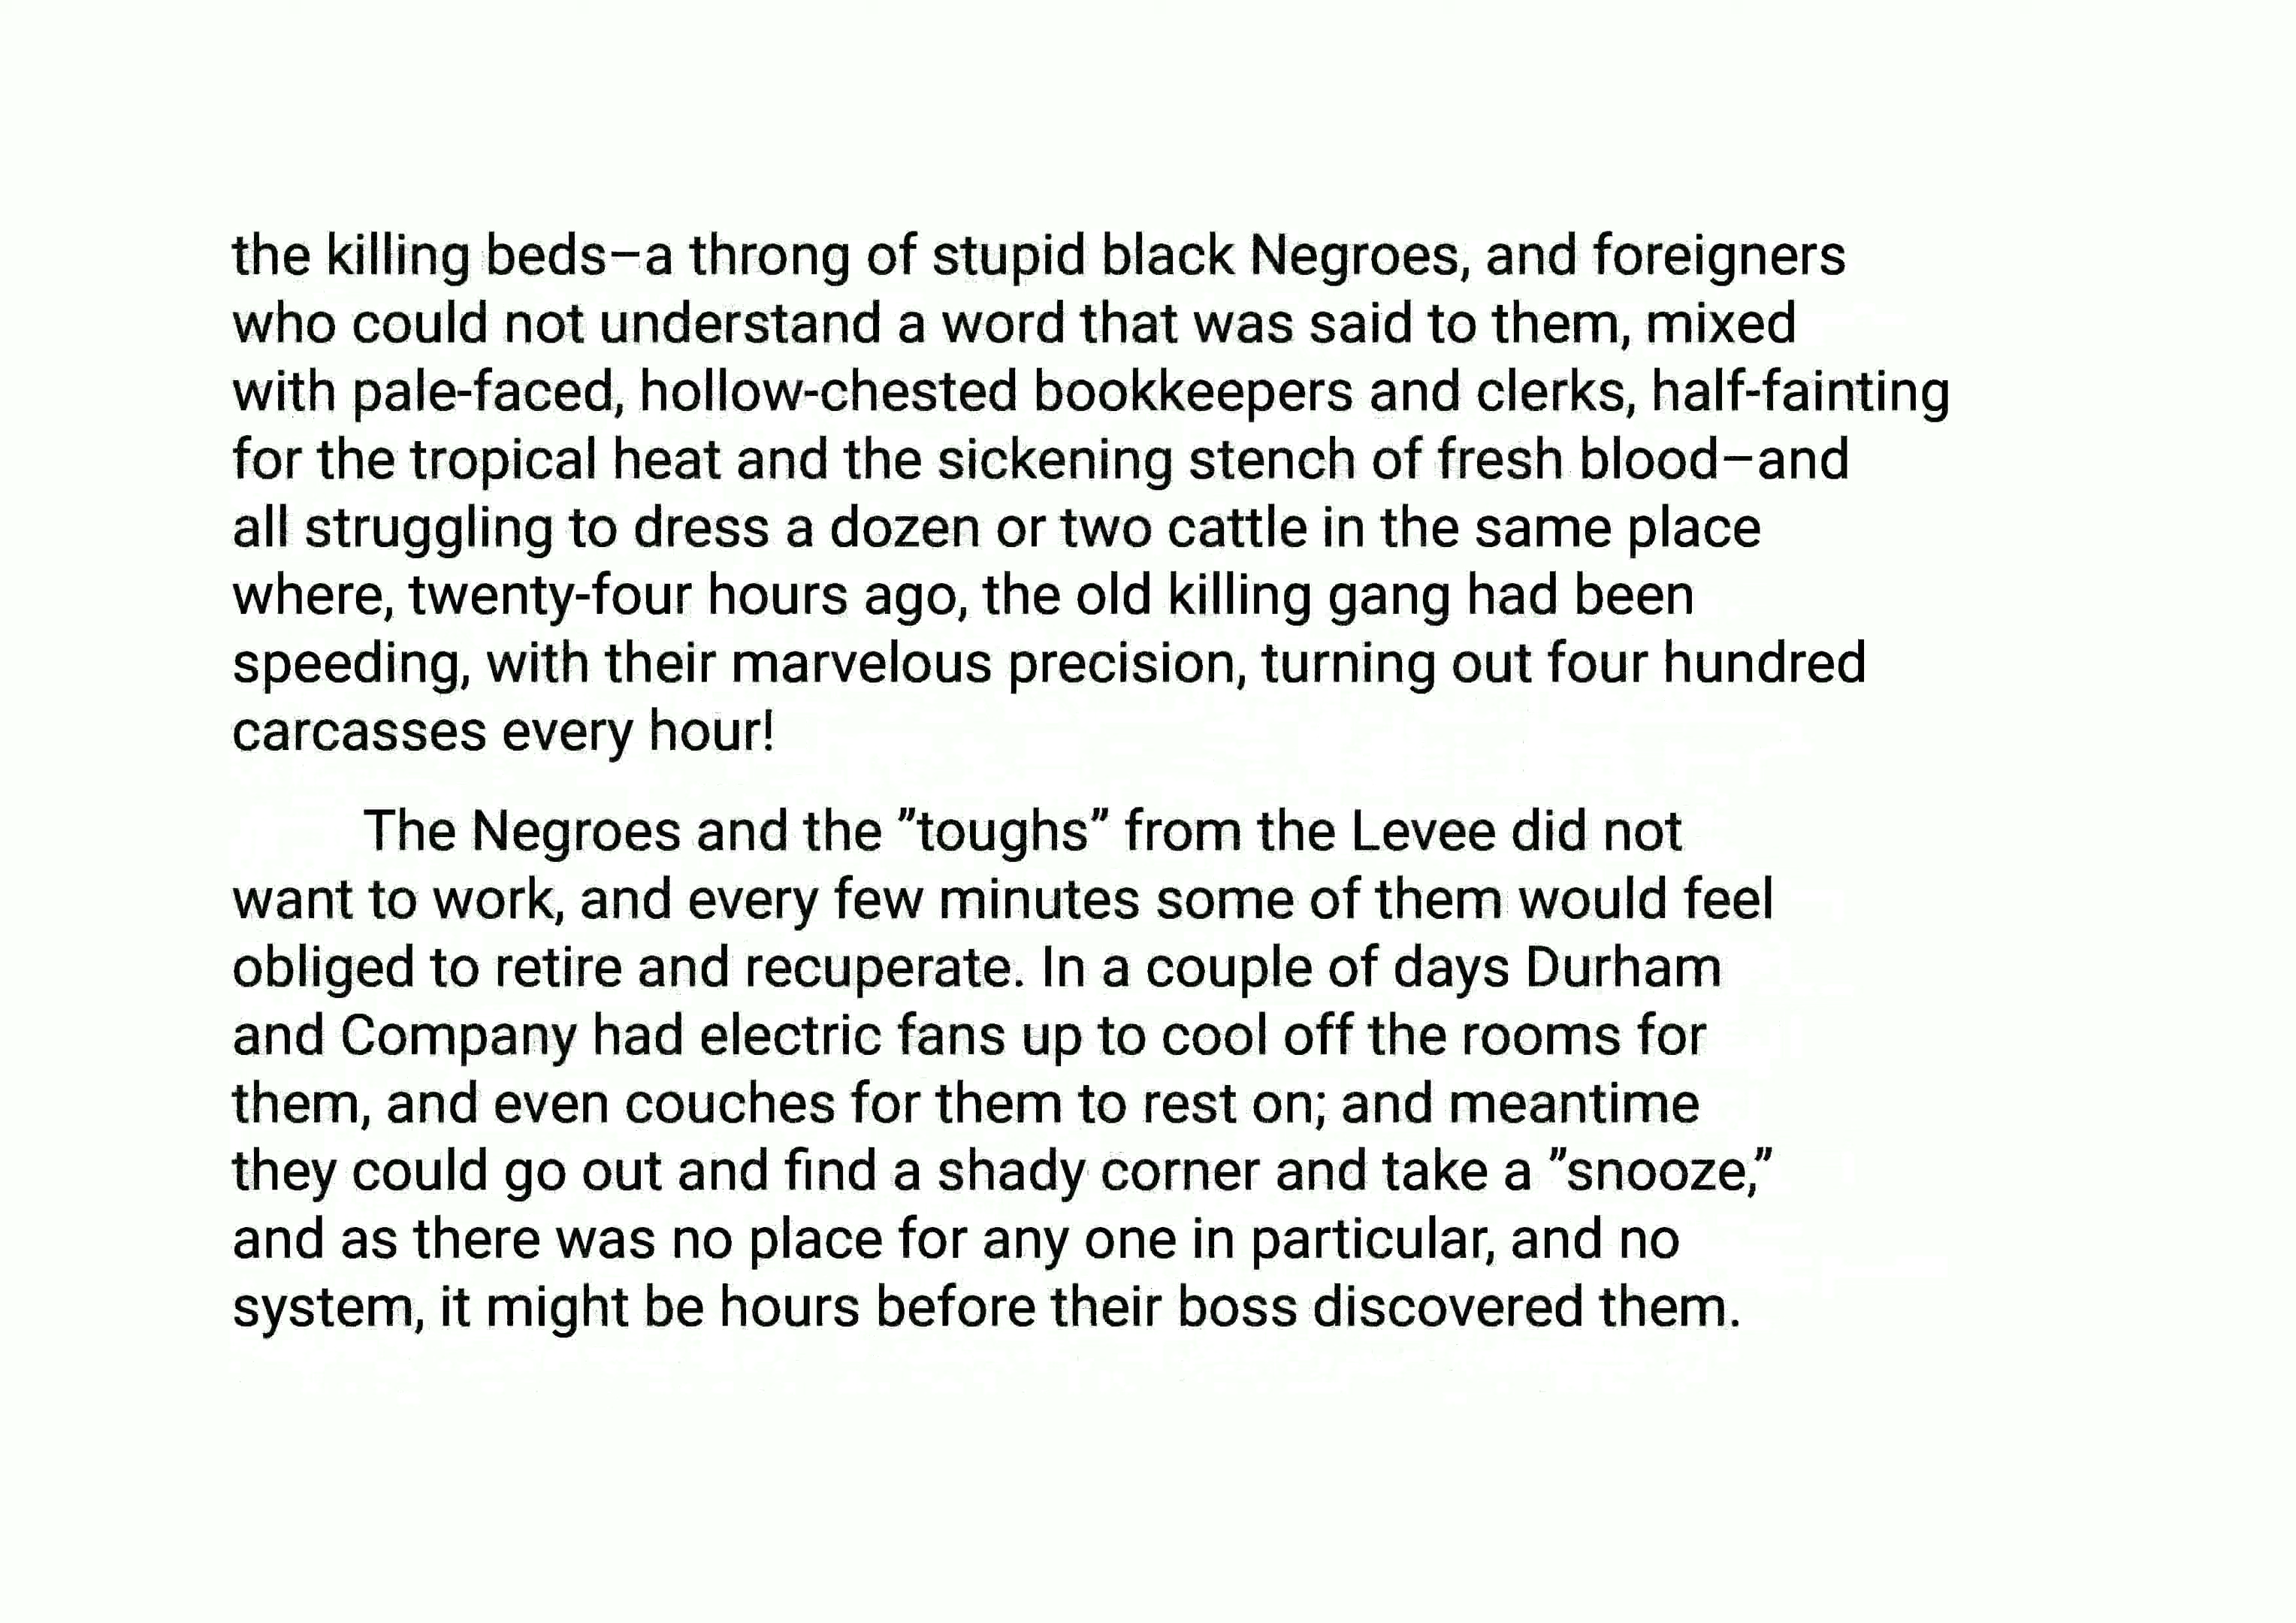 the killing beds–a throng of stupid black Negroes, and foreigners
who could not understand a word that was said to them, mixed
with pale-faced, hollow-chested bookkeepers and clerks, half-fainting
for the tropical heat and the sickening stench of fresh blood–and
all struggling to dress a dozen or two cattle in the same place
where, twenty-four hours ago, the old killing gang had been
speeding, with their marvelous precision, turning out four hundred
carcasses every hour!
The Negroes and the ”toughs” from the Levee did not
want to work, and every few minutes some of them would feel
obliged to retire and recuperate. In a couple of days Durham
and Company had electric fans up to cool off the rooms for
them, and even couches for them to rest on; and meantime
they could go out and find a shady corner and take a ”snooze,”
and as there was no place for any one in particular, and no
system, it might be hours before their boss discovered them.